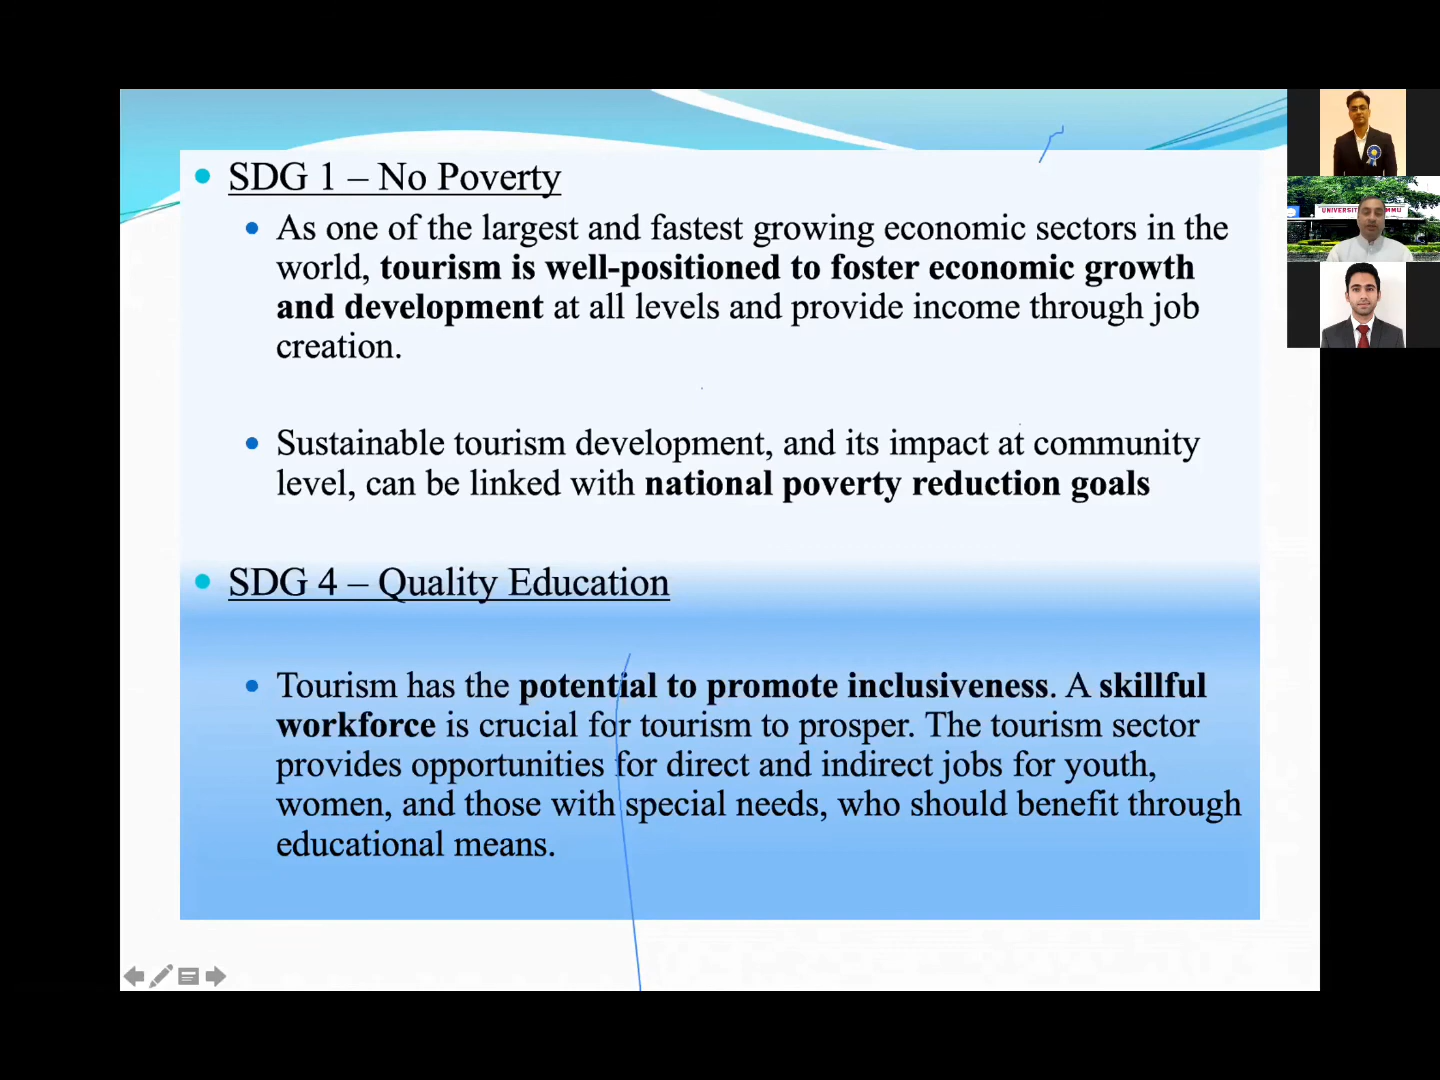 SDG 1 – No Poverty
As one of the largest and fastest growing economic sectors in the
world, tourism is well-positioned to foster economic growth
and development at all levels and provide income through job
creation.
Sustainable tourism development, and its impact at community
level, can be linked with national poverty reduction goals
SDG 4 – Quality Education
Tourism has the potential to promote inclusiveness. A skillful
workforce is crucial for tourism to prosper. The tourism sector
provides opportunities for direct and indirect jobs for youth,
women, and those with special needs, who should benefit through
educational means.